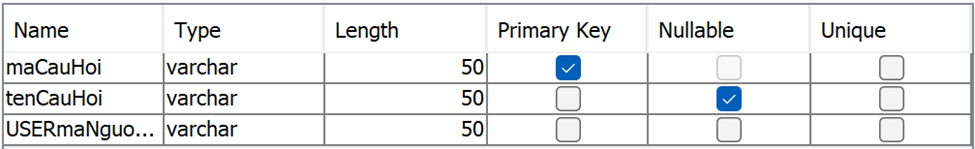 Name Type Length Primary Key Nullable Unique
maCauHoi varchar 50
tenCauHoi varchar 50
USERmaNguo... varchar 50